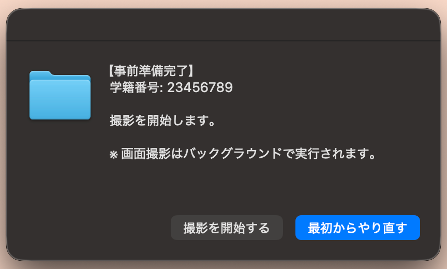 【事前準備完了】
学籍番号: 23456789
撮影を開始します。
※ 画面撮影はバックグラウンドで実行されます。
撮影を開始する
最初からやり直す